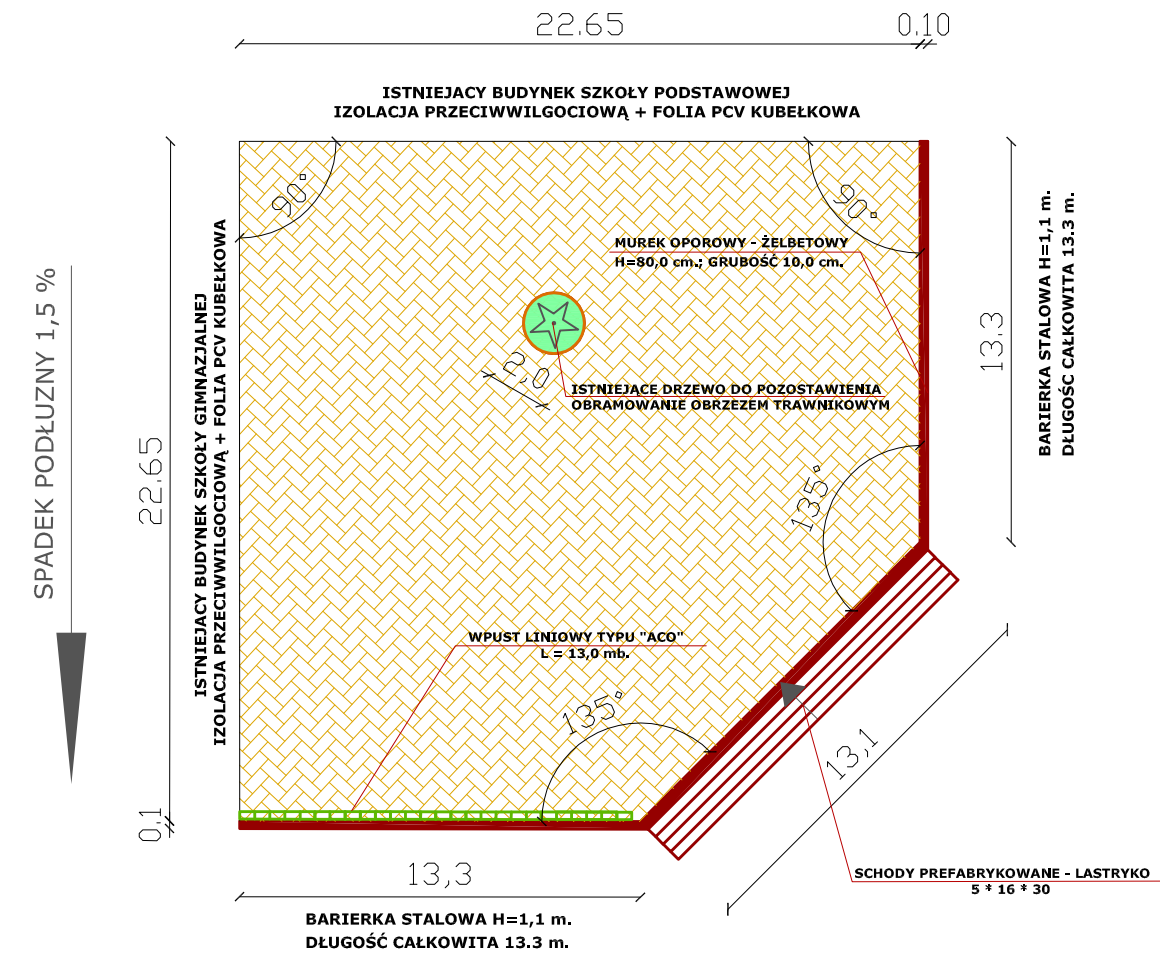 22.65
0.10
ISTNIEJACY BUDYNEK SZKOŁY PODSTAWOWEJ
IZOLACJA PRZECIWWILGOCIOWĄ + FOLIA PCV KUBEŁKOWA
90°
90°
MUREK OPOROWY - ŻELBETOWY
H=80,0 cm.; GRUBOŚĆ 10,0 cm.
BARIERKA STALOWA H=1,1 m.
DŁUGOŚC CAŁKOWITA 13.3 m.
13.3
SPADEK PODŁUZNY 1,5 %
22.65
ISTNIEJACY BUDYNEK SZKOŁY GIMNAZJALNEJ
IZOLACJA PRZECIWWILGOCIOWĄ + FOLIA PCV KUBEŁKOWA
2,0
ISTNIEJĄCE DRZEWO DO POZOSTAWIENIA
OBRAMOWANIE OBRZEZEM TRAWNIKOWYM
135°
WPUST LINIOWY TYPU "ACO"
L = 13,0 mb.
135°
13,1
0.1
13,3
SCHODY PREFABRYKOWANE - LASTRYKO
5 * 16 * 30
BARIERKA STALOWA H=1,1 m.
DŁUGOŚĆ CAŁKOWITA 13.3 m.